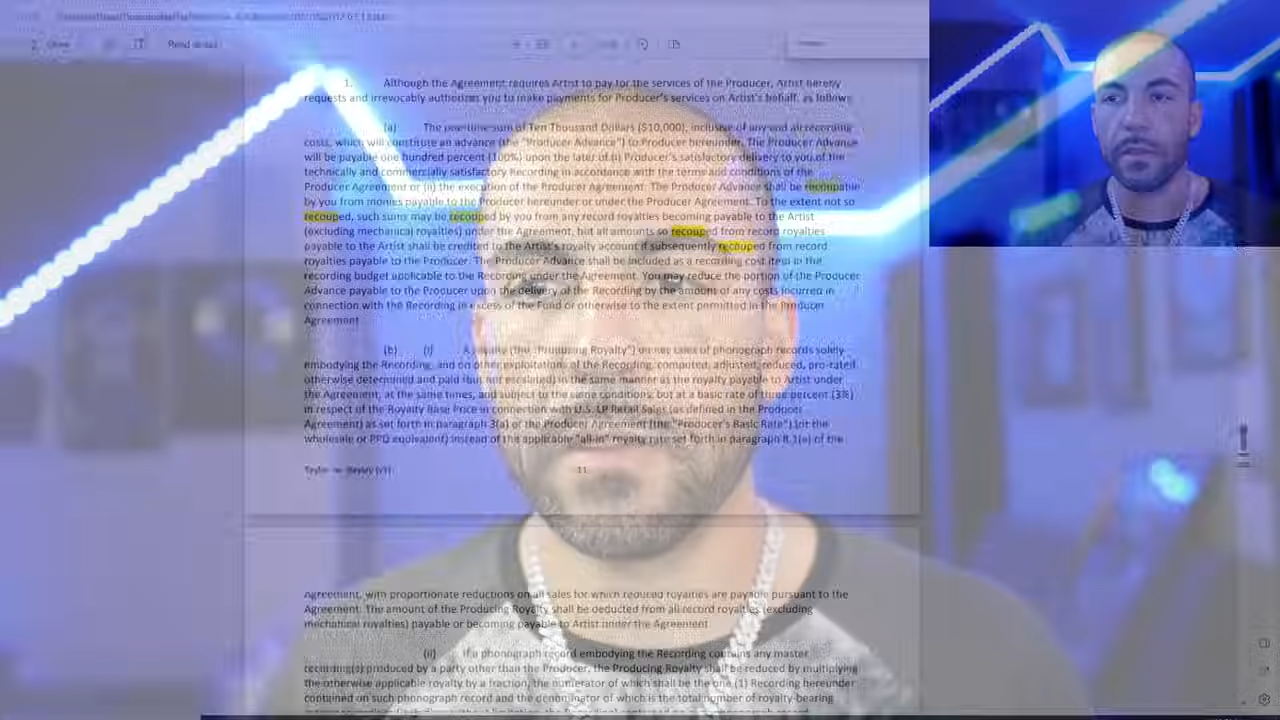 Read aloud
1. Although the Agreement requires Artist to pay for the services of the Producer, Artist hereby
requests and irrevocably authorizes you to make payments for Producer's services on Artist's behalf, as follows:
(a) The sum of Ten Thousand Dollars ($10,000), inclusive of any and all recording
costs, which will constitute an advance (the "Producer Advance") to Producer hereunder. The Producer Advance
will be payable one hundred percent (100%) upon the later of (i) Producer's satisfactory delivery to you of the
technically and commercially satisfactory Recording in accordance with the terms and conditions of the
Producer Agreement or (ii) the execution of the Producer Agreement. The Producer Advance shall be recoupable
by you from monies payable to the producer hereunder or under the Producer Agreement. To the extent not so
recouped, such sums may be recouped by you from any record royalties becoming payable to the Artist
(excluding mechanical royalties) under the Agreement, but all amounts so recouped from record royalties
payable to the Artist shall be credited to the Artist's royalty account if subsequently recouped from record
royalties payable to the Producer. The Producer Advance shall be included as a recording cost item in the
recording budget applicable to the Recording under the Agreement. You may reduce the portion of the Producer
Advance payable to the Producer upon the delivery of the Recording by the amount of any costs incurred in
connection with the Recording in excess of the Fund or otherwise to the extent permitted in the Producer
Agreement
(b) (i) A royalty (the "Producing Royalty") on net sales of phonograph records solely
embodying the Recording, and on other exploitations of the Recording, computed, adjusted, reduced, pro-rated,
otherwise determined and paid (but not escalated) in the same manner as the royalty payable to Artist under
the Agreement, at the same times, and subject to the same conditions, but at a basic rate of three percent (3%)
in respect of the Royalty Base Price in connection with U.S. LP Retail Sales (as defined in the Producer
Agreement) as set forth in paragraph 3(a) of the Producer Agreement (the "Producer's Basic Rate") (or the
wholesale or PPD equivalent) instead of the applicable "all-in" royalty rate set forth in paragraph 8.1(a) of the
11
Agreement, with proportionate reductions on all sales for which reduced royalties are payable pursuant to the
Agreement. The amount of the Producing Royalty shall be deducted from all record royalties (excluding
mechanical royalties) payable or becoming payable to Artist under the Agreement
(ii) If a phonograph record embodying the Recording contains any master
recording(s) produced by a party other than the Producer, the Producing Royalty shall be reduced by multiplying
the otherwise applicable royalty by a fraction, the numerator of which shall be the one (1) Recording hereunder
contained on such phonograph record and the denominator of which is the total number of royalty-bearing